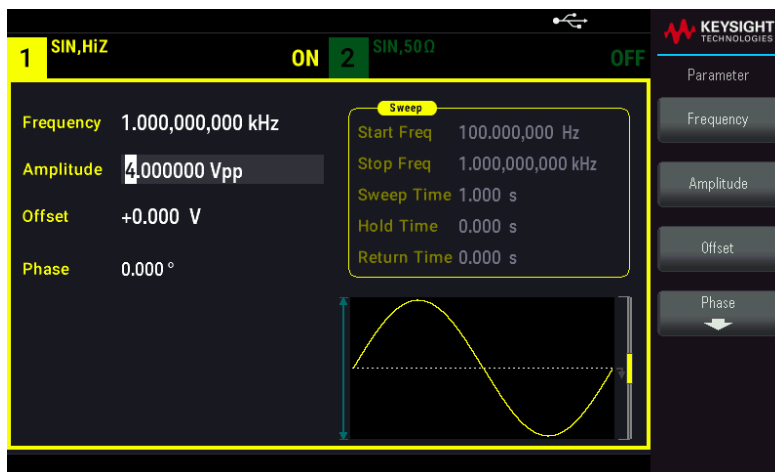 KEYSIGHT
TECHNOLOGIES
1 SIN,HiZ ON
2 SIN,50Ω OFF
Parameter
Frequency 1.000,000,000 kHz
Amplitude 4.000000 Vpp
Offset +0.000 V
Phase 0.000 °
Sweep
Start Freq 100.000,000 Hz
Stop Freq 1.000,000,000 kHz
Sweep Time 1.000 s
Hold Time 0.000 s
Return Time 0.000 s
Frequency
Amplitude
Offset
Phase